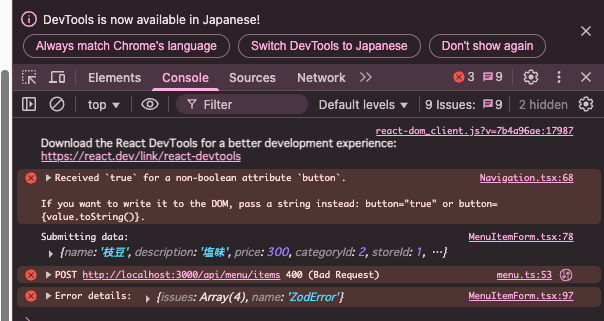 DevTools is now available in Japanese!
Always match Chrome's language Switch DevTools to Japanese Don't show again
Elements Console Sources Network 3 9
top Filter Default levels 9 Issues: 9 2 hidden
react-dom_client.js?v=7b4a96ae:17987
Download the React DevTools for a better development experience:
https://react.dev/link/react-devtools
Received `true` for a non-boolean attribute `button`. Navigation.tsx:68
If you want to write it to the DOM, pass a string instead: button="true" or button=
{value.toString()}.
Submitting data: MenuItemForm.tsx:78
{name: '枝豆', description: '塩味', price: 300, categoryId: 2, storeId: 1, …}
POST http://localhost:3000/api/menu/items 400 (Bad Request) menu.ts:53
Error details: {issues: Array(4), name: 'ZodError'} MenuItemForm.tsx:97